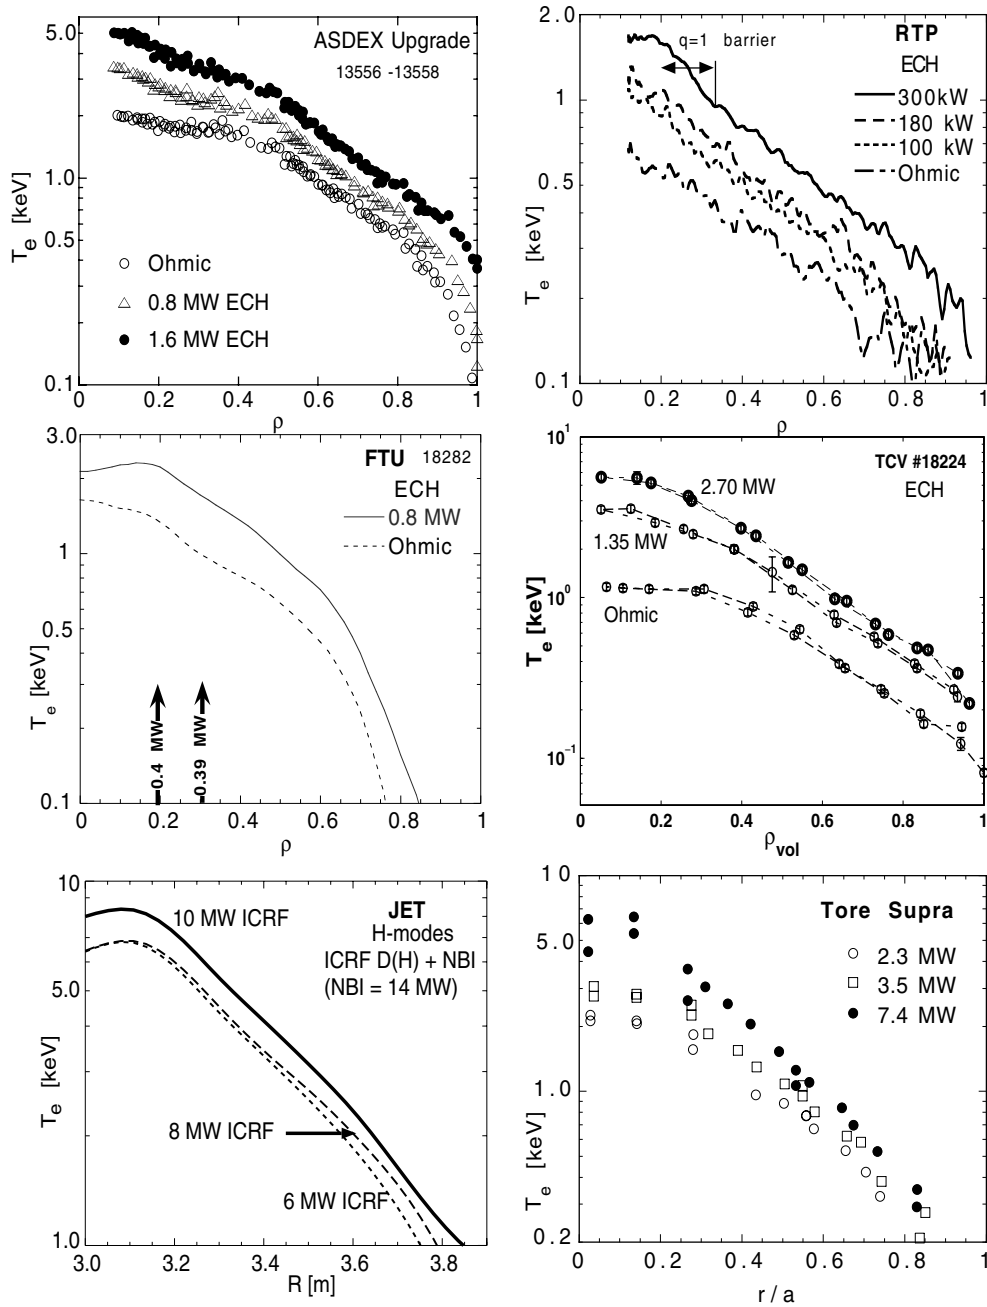 5.0
ASDEX Upgrade
13556 -13558
1.0
0.5
0.1
T_e [keV]
Ohmic
0.8 MW ECH
1.6 MW ECH
0 0.2 0.4 0.6 0.8 1
ρ
2.0
q=1 barrier
RTP
ECH
300kW
180 kW
100 kW
Ohmic
1.0
0.5
0.1
T_e [keV]
0 0.2 0.4 0.6 0.8 1
ρ
3.0
FTU 18282
ECH
0.8 MW
Ohmic
1
0.5
0.1
T_e [keV]
0.4 MW
0.39 MW
0 0.2 0.4 0.6 0.8 1
ρ
10^1
TCV #18224
ECH
2.70 MW
1.35 MW
Ohmic
10^0
10^-1
T_e [keV]
0 0.2 0.4 0.6 0.8 1
ρ_vol
10
10 MW ICRF
JET
H-modes
ICRF D(H) + NBI
(NBI = 14 MW)
5.0
8 MW ICRF
6 MW ICRF
1.0
T_e [keV]
3.0 3.2 3.4 3.6 3.8
R [m]
10
Tore Supra
2.3 MW
3.5 MW
7.4 MW
5.0
1.0
0.2
T_e [keV]
0 0.2 0.4 0.6 0.8 1
r / a